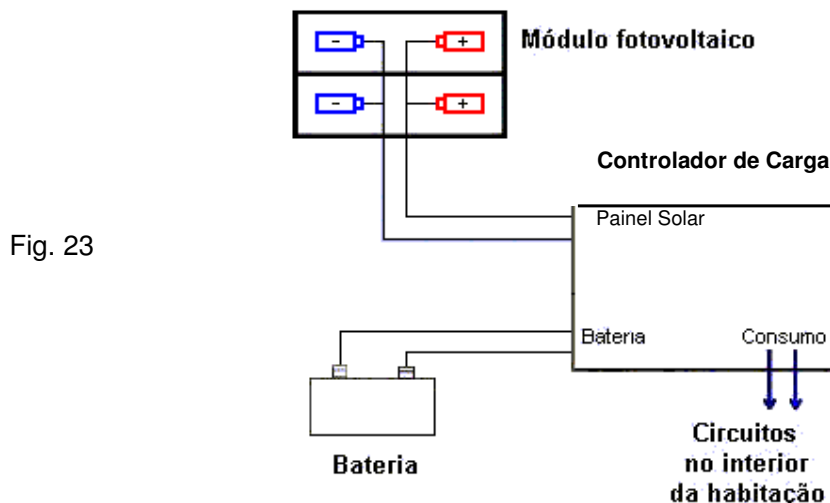 - +
Módulo fotovoltaico
- +
Controlador de Carga
Painel Solar
Fig. 23
Bateria Consumo
Bateria
Circuitos
no interior
da habitação